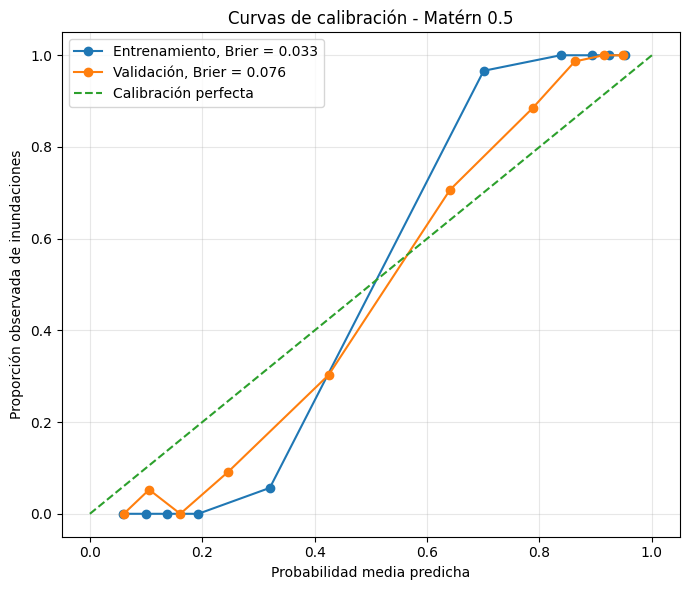 Curvas de calibración - Matérn 0.5
Entrenamiento, Brier = 0.033
Validación, Brier = 0.076
Calibración perfecta
Proporción observada de inundaciones
1.0
0.8
0.6
0.4
0.2
0.0
0.0 0.2 0.4 0.6 0.8 1.0
Probabilidad media predicha